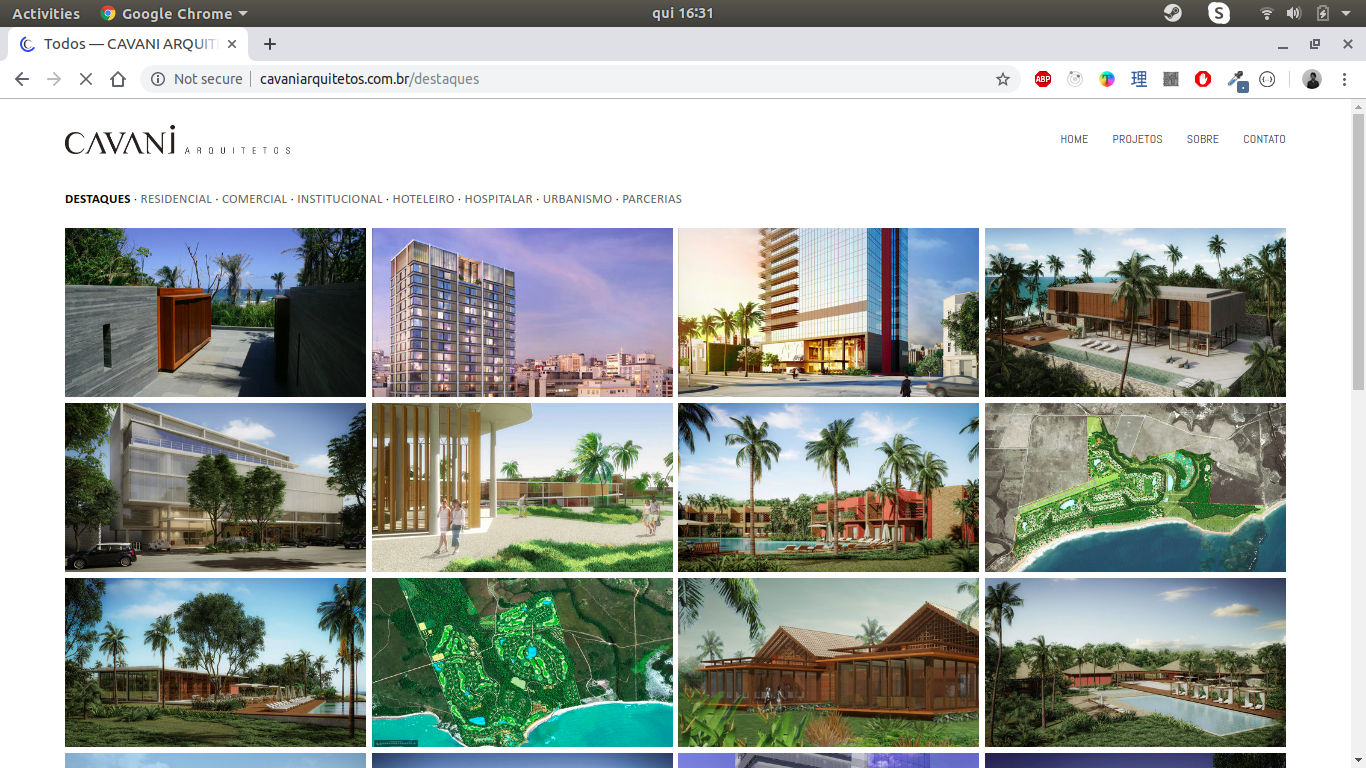 Activities Google Chrome qui 16:31
Todos — CAVANI ARQUIT
Not secure cavaniarquitetos.com.br/destaques
ABP
CAVANI ARQUITETOS
HOME PROJETOS SOBRE CONTATO
DESTAQUES · RESIDENCIAL · COMERCIAL · INSTITUCIONAL · HOTELEIRO · HOSPITALAR · URBANISMO · PARCERIAS